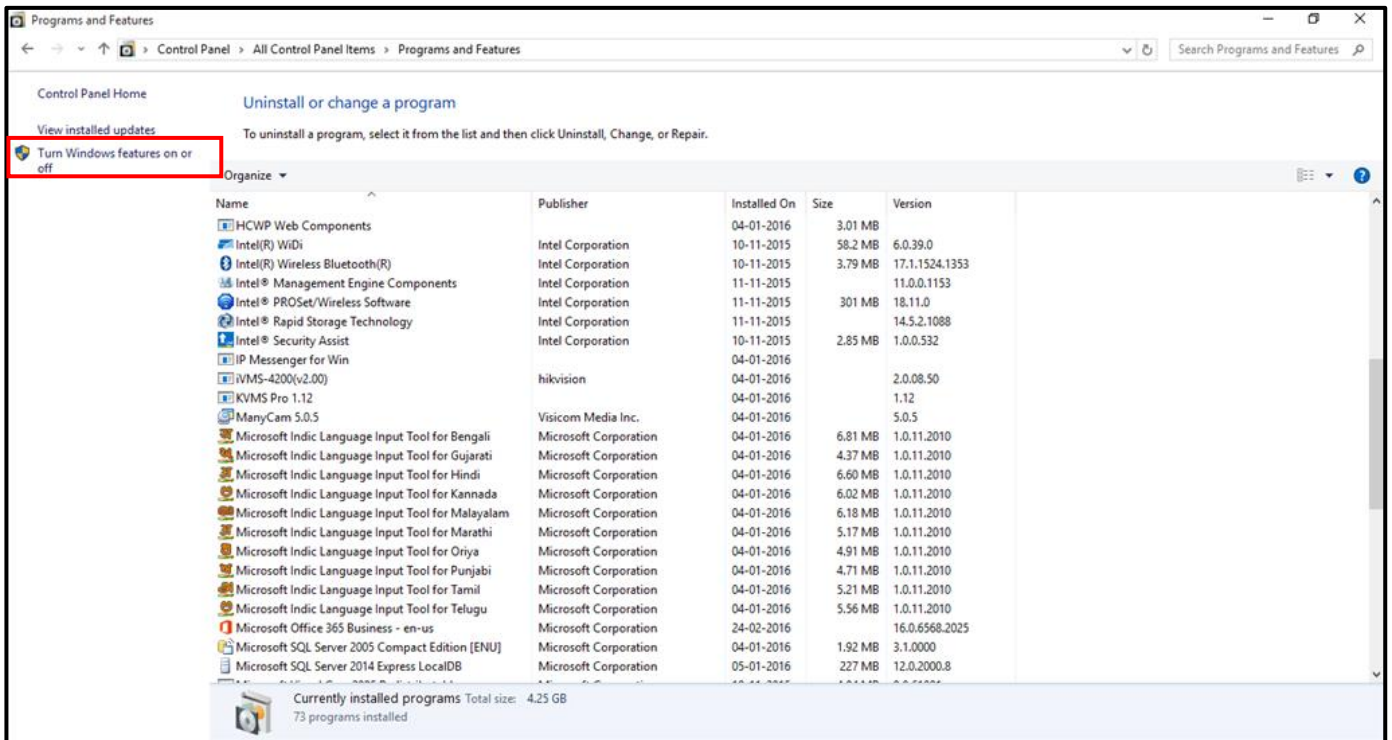 Programs and Features
Control Panel > All Control Panel Items > Programs and Features
Search Programs and Features
Control Panel Home
View installed updates
Turn Windows features on or
off
Uninstall or change a program
To uninstall a program, select it from the list and then click Uninstall, Change, or Repair.
Organize
Name Publisher Installed On Size Version
HCWP Web Components 04-01-2016 3.01 MB
Intel(R) WiDi Intel Corporation 10-11-2015 58.2 MB 6.0.39.0
Intel(R) Wireless Bluetooth(R) Intel Corporation 10-11-2015 3.79 MB 17.1.1524.1353
Intel® Management Engine Components Intel Corporation 11-11-2015 11.0.0.1153
Intel® PROSet/Wireless Software Intel Corporation 11-11-2015 301 MB 18.11.0
Intel® Rapid Storage Technology Intel Corporation 11-11-2015 14.5.2.1088
Intel® Security Assist Intel Corporation 10-11-2015 2.85 MB 1.0.0.532
IP Messenger for Win 04-01-2016
iVMS-4200(v2.00) hikvision 04-01-2016 2.0.08.50
KVMS Pro 1.12 04-01-2016 1.12
ManyCam 5.0.5 Visicom Media Inc. 04-01-2016 5.0.5
Microsoft Indic Language Input Tool for Bengali Microsoft Corporation 04-01-2016 6.81 MB 1.0.11.2010
Microsoft Indic Language Input Tool for Gujarati Microsoft Corporation 04-01-2016 4.37 MB 1.0.11.2010
Microsoft Indic Language Input Tool for Hindi Microsoft Corporation 04-01-2016 6.60 MB 1.0.11.2010
Microsoft Indic Language Input Tool for Kannada Microsoft Corporation 04-01-2016 6.02 MB 1.0.11.2010
Microsoft Indic Language Input Tool for Malayalam Microsoft Corporation 04-01-2016 6.18 MB 1.0.11.2010
Microsoft Indic Language Input Tool for Marathi Microsoft Corporation 04-01-2016 5.17 MB 1.0.11.2010
Microsoft Indic Language Input Tool for Oriya Microsoft Corporation 04-01-2016 4.91 MB 1.0.11.2010
Microsoft Indic Language Input Tool for Punjabi Microsoft Corporation 04-01-2016 4.71 MB 1.0.11.2010
Microsoft Indic Language Input Tool for Tamil Microsoft Corporation 04-01-2016 5.21 MB 1.0.11.2010
Microsoft Indic Language Input Tool for Telugu Microsoft Corporation 04-01-2016 5.56 MB 1.0.11.2010
Microsoft Office 365 Business - en-us Microsoft Corporation 24-02-2016 16.0.6568.2025
Microsoft SQL Server 2005 Compact Edition [ENU] Microsoft Corporation 04-01-2016 1.92 MB 3.1.0000
Microsoft SQL Server 2014 Express LocalDB Microsoft Corporation 05-01-2016 227 MB 12.0.2000.8
Currently installed programs Total size: 4.25 GB
73 programs installed